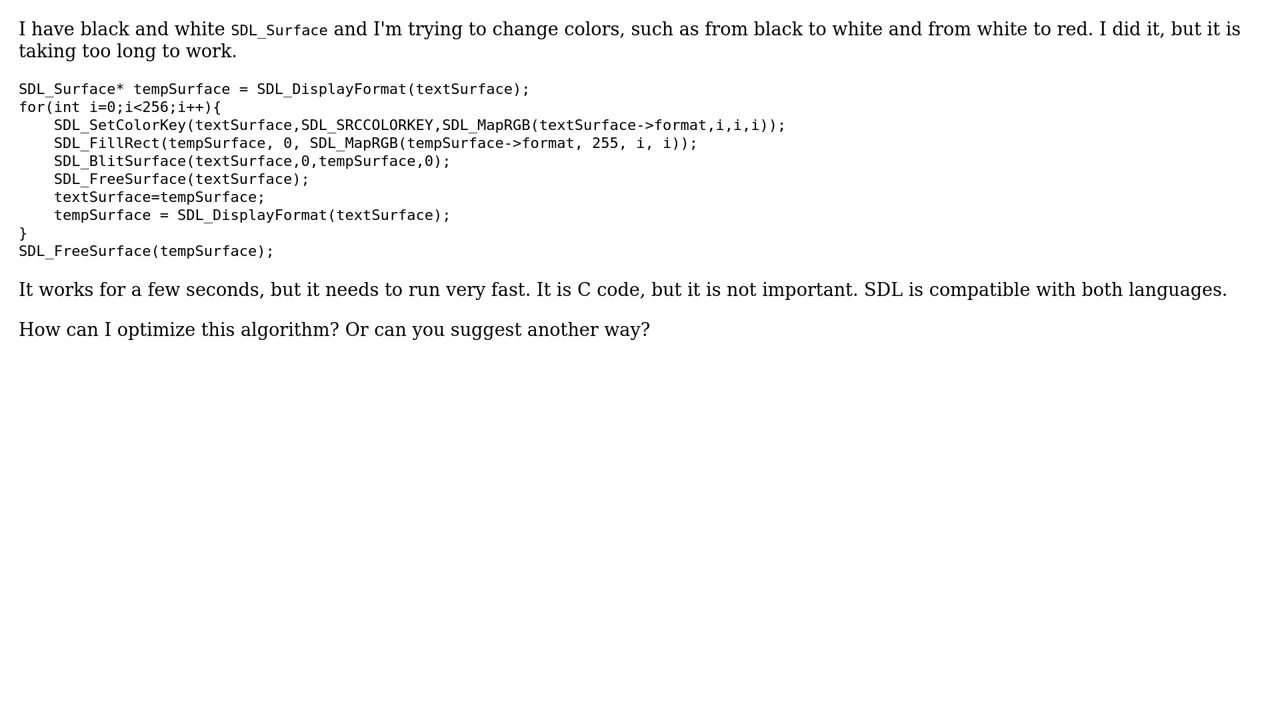 I have black and white SDL_Surface and I'm trying to change colors, such as from black to white and from white to red. I did it, but it is
taking too long to work.
SDL_Surface* tempSurface = SDL_DisplayFormat(textSurface);
for(int i=0;i<256;i++){
    SDL_SetColorKey(textSurface,SDL_SRCCOLORKEY,SDL_MapRGB(textSurface->format,i,i,i));
    SDL_FillRect(tempSurface, 0, SDL_MapRGB(tempSurface->format, 255, i, i));
    SDL_BlitSurface(textSurface,0,tempSurface,0);
    SDL_FreeSurface(textSurface);
    textSurface=tempSurface;
    tempSurface = SDL_DisplayFormat(textSurface);
}
SDL_FreeSurface(tempSurface);
It works for a few seconds, but it needs to run very fast. It is C code, but it is not important. SDL is compatible with both languages.
How can I optimize this algorithm? Or can you suggest another way?